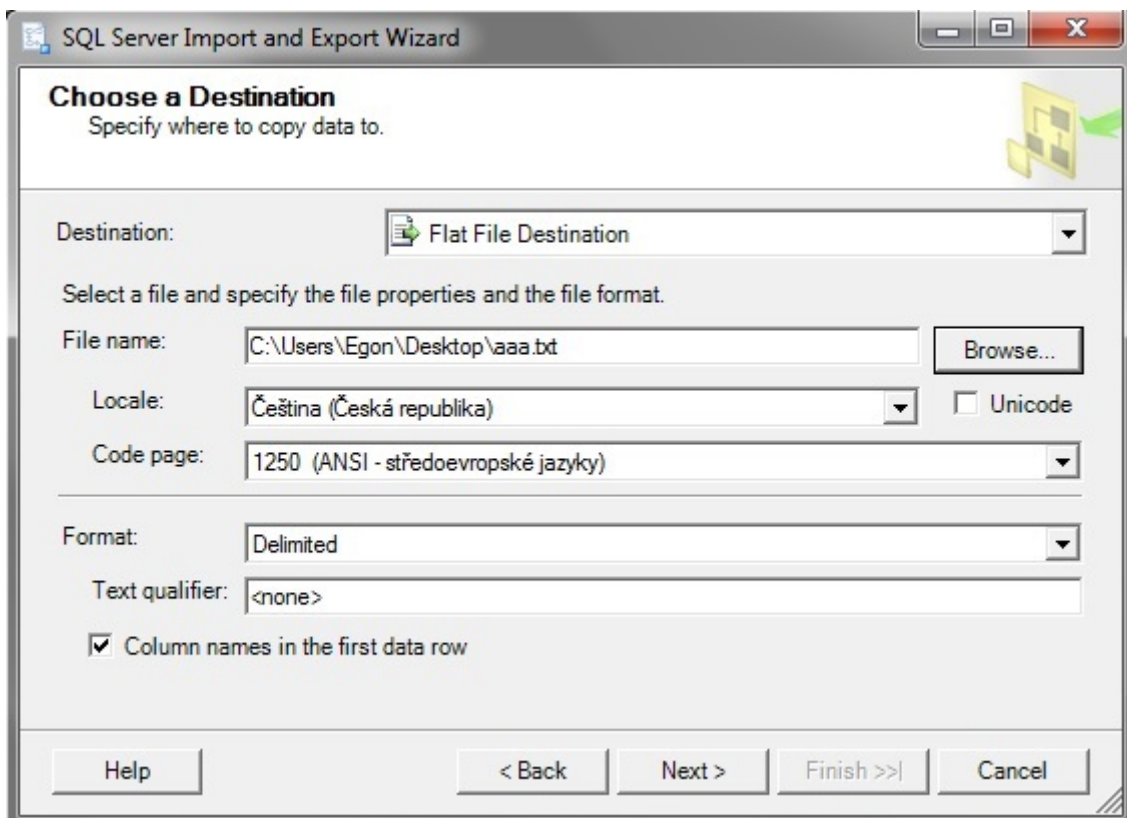 SQL Server Import and Export Wizard
Choose a Destination
Specify where to copy data to.
Destination: Flat File Destination
Select a file and specify the file properties and the file format.
File name: C:\Users\Egon\Desktop\aaa.txt Browse...
Locale: Čeština (Česká republika) Unicode
Code page: 1250 (ANSI - středoevropské jazyky)
Format: Delimited
Text qualifier: <none>
Column names in the first data row
Help < Back Next > Finish >>| Cancel